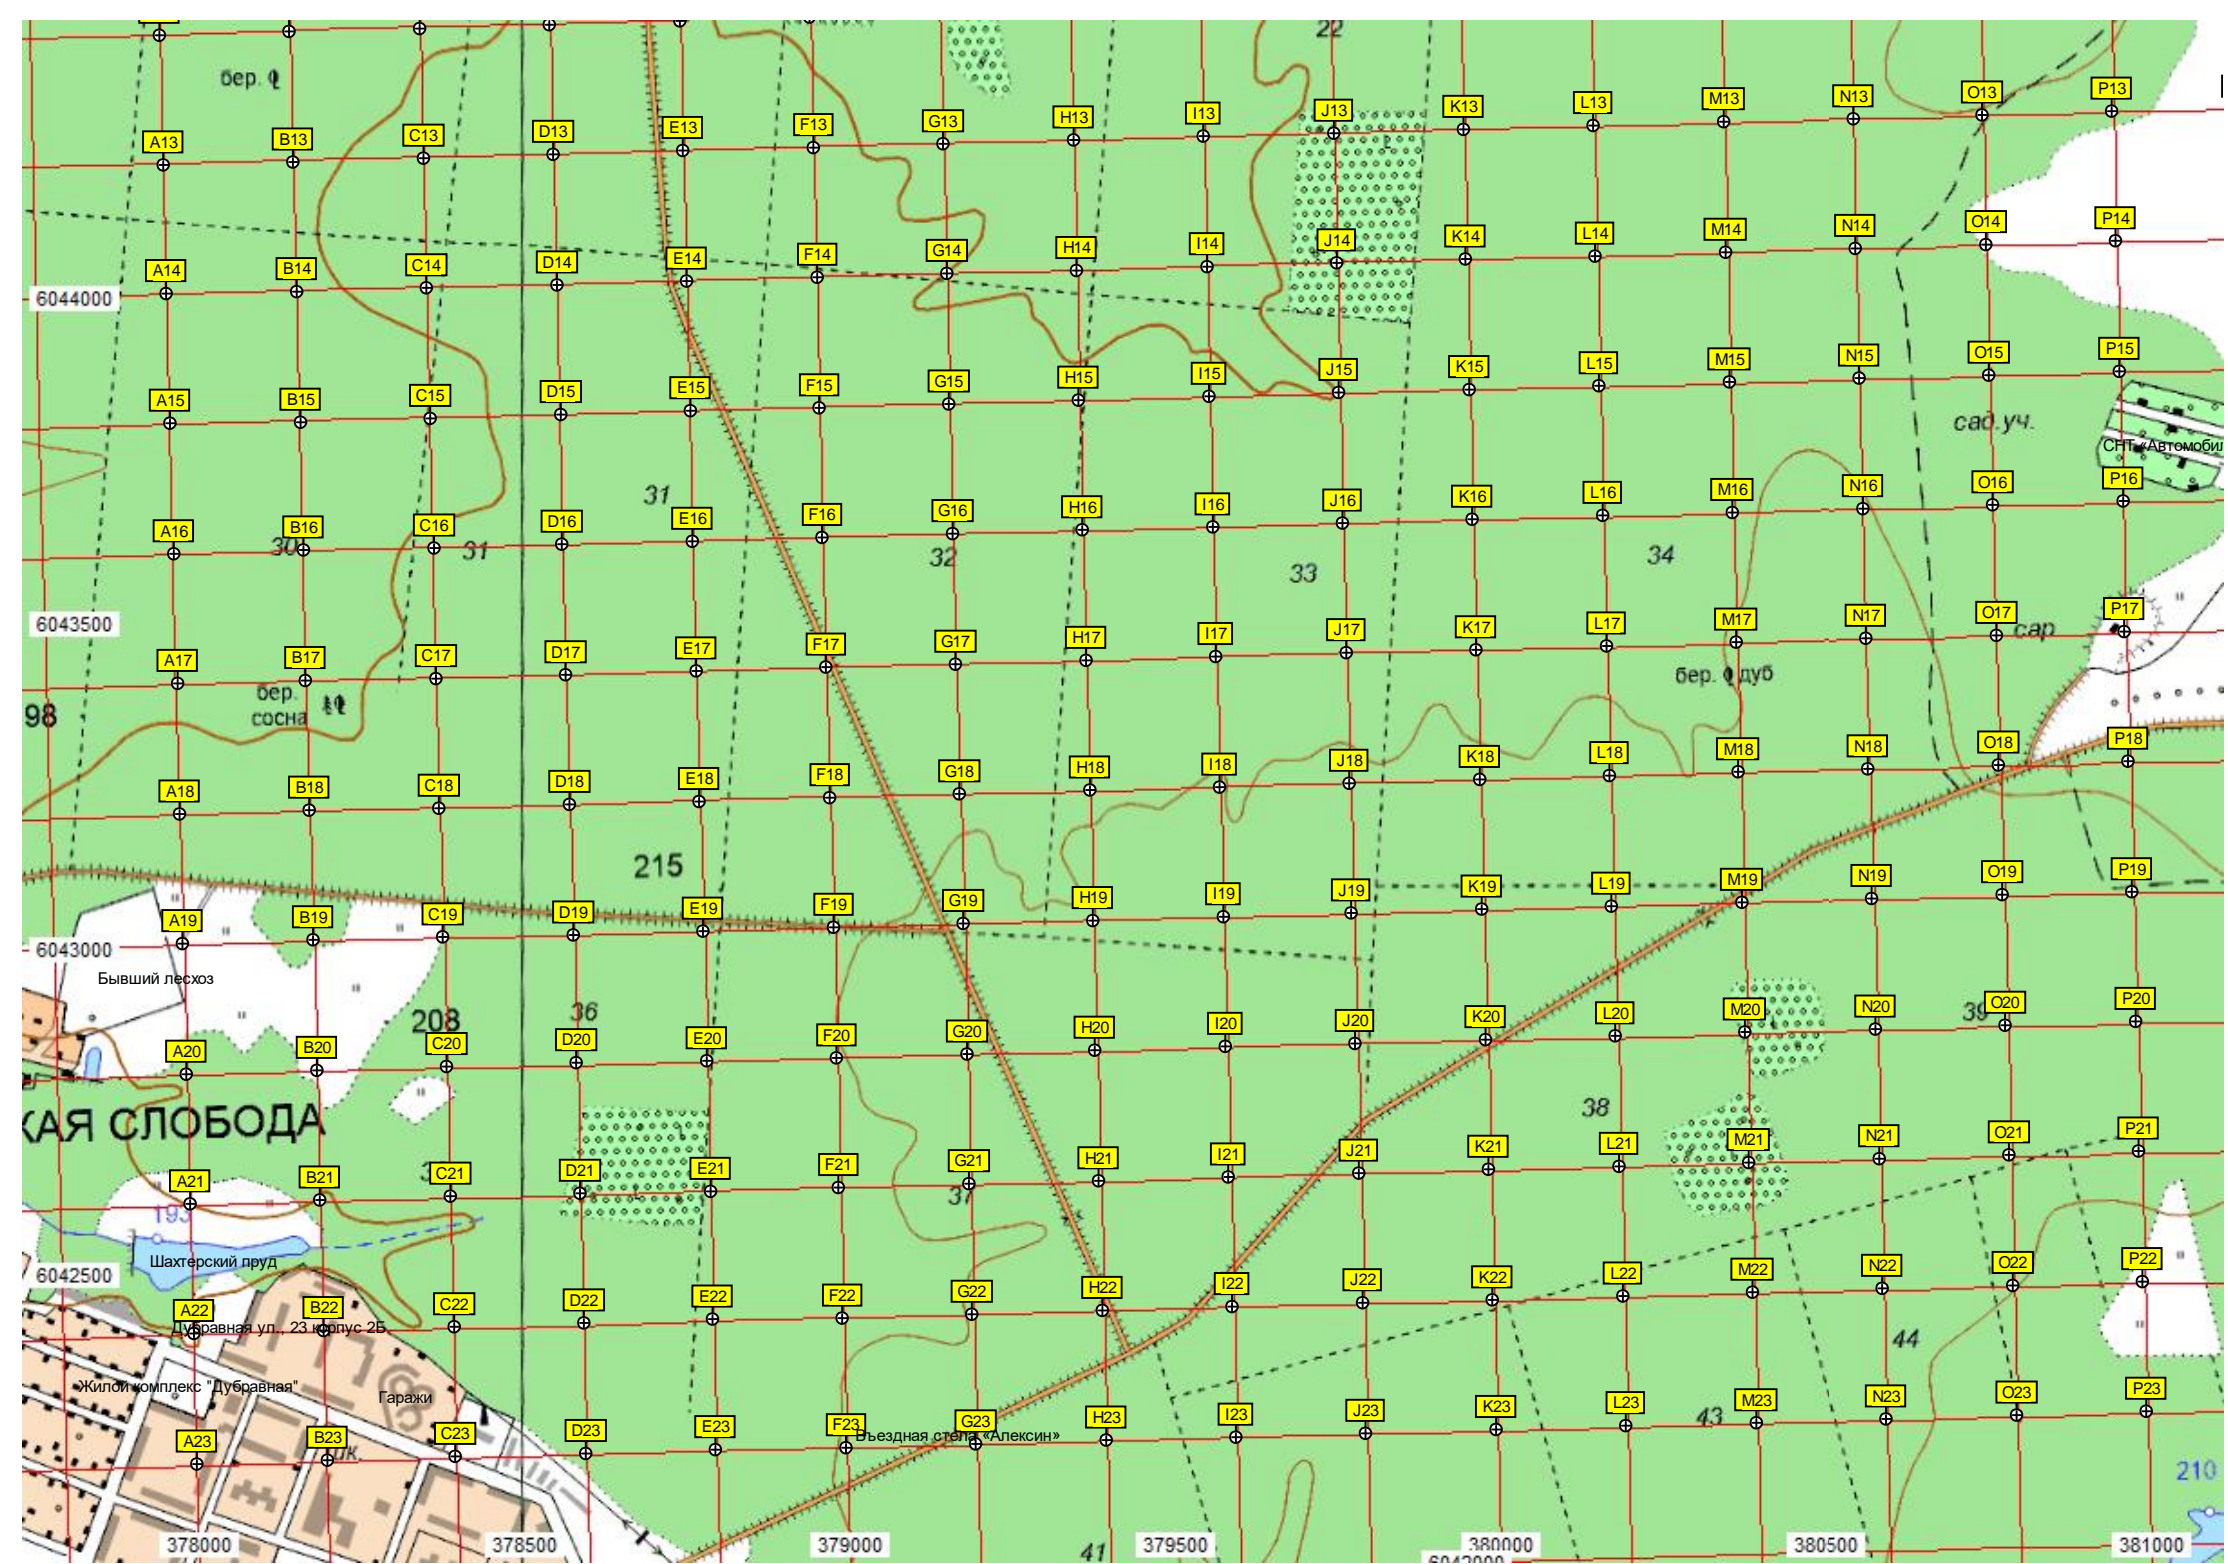 22
бер.
A13 B13 C13 D13 E13 F13 G13 H13 I13 J13 K13 L13 M13 N13 O13 P13
A14 B14 C14 D14 E14 F14 G14 H14 I14 J14 K14 L14 M14 N14 O14 P14
6044000
A15 B15 C15 D15 E15 F15 G15 H15 I15 J15 K15 L15 M15 N15 O15 P15
сад.уч.
СНТ «Автомобил
A16 B16 C16 D16 E16 F16 G16 H16 I16 J16 K16 L16 M16 N16 O16 P16
31
30 31 32 33 34
6043500
A17 B17 C17 D17 E17 F17 G17 H17 I17 J17 K17 L17 M17 N17 O17 P17
сар
бер. дуб
бер.
сосна
98
A18 B18 C18 D18 E18 F18 G18 H18 I18 J18 K18 L18 M18 N18 O18 P18
215
A19 B19 C19 D19 E19 F19 G19 H19 I19 J19 K19 L19 M19 N19 O19 P19
6043000
Бывший лесхоз
208 36 39
A20 B20 C20 D20 E20 F20 G20 H20 I20 J20 K20 L20 M20 N20 O20 P20
КАЯ СЛОБОДА
38
A21 B21 C21 D21 E21 F21 G21 H21 I21 J21 K21 L21 M21 N21 O21 P21
37
193
Шахтерский пруд
6042500
A22 B22 C22 D22 E22 F22 G22 H22 I22 J22 K22 L22 M22 N22 O22 P22
Дубравная ул., 23 корпус 2Б
44
Жилой комплекс "Дубравная"
Гаражи
A23 B23 C23 D23 E23 F23 G23 H23 I23 J23 K23 L23 M23 N23 O23 P23
43
Въездная стела «Алексин»
210
41
378000 378500 379000 379500 380000 380500 381000
6042000